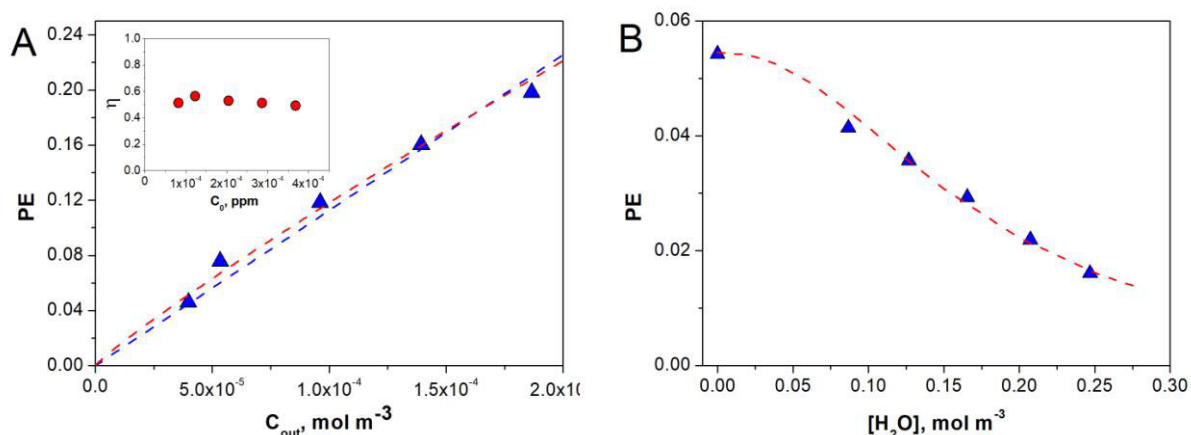 A
0.24
0.20
0.16
0.12
0.08
0.04
0.00
PE
0.0
5.0x10⁻⁵
1.0x10⁻⁴
1.5x10⁻⁴
2.0x10
C_out, mol m⁻³
1.0
0.8
0.6
0.4
0.2
0.0
η
0
1x10⁻⁴
2x10⁻⁴
3x10⁻⁴
4x10⁻⁴
C₀, ppm
B
0.06
0.04
0.02
0.00
PE
0.00
0.05
0.10
0.15
0.20
0.25
0.30
[H₂O], mol m⁻³